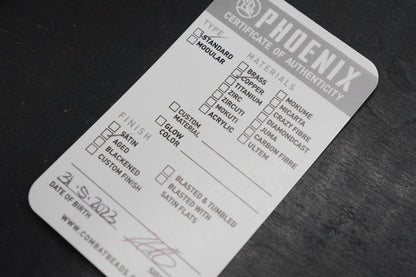 PHOENIX
CERTIFICATE OF AUTHENTICITY
TYPE
STANDARD
MODULAR
MATERIALS
BRASS
COPPER
TITANIUM
ZIRC
ZIRCUTI
MOKUTI
ACRYLIC
MOKUME
MICARTA
CRAZY FIBRE
DIAMONDCAST
JUMA
CARBON FIBRE
ULTEM
CUSTOM
MATERIAL
GLOW
COLOR
FINISH
SATIN
AGED
BLACKENED
CUSTOM FINISH
BLASTED & TUMBLED
BLASTED WITH
SATIN FLATS
31.5.2022
DATE OF BIRTH
WWW.COMBATBEADS.